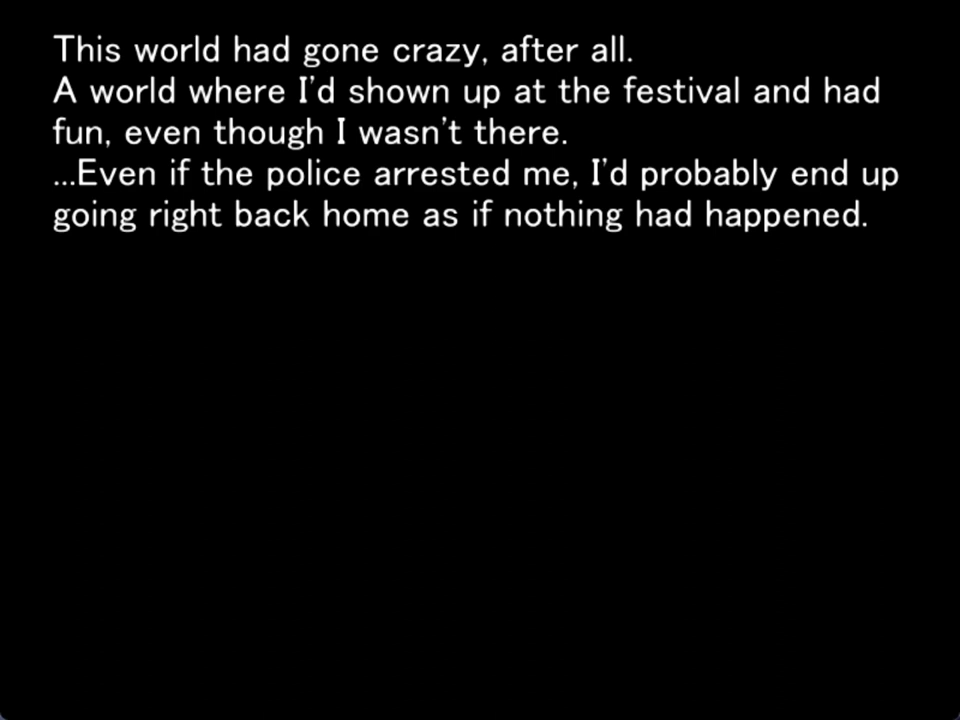 This world had gone crazy, after all.
A world where I'd shown up at the festival and had
fun, even though I wasn't there.
...Even if the police arrested me, I'd probably end up
going right back home as if nothing had happened.